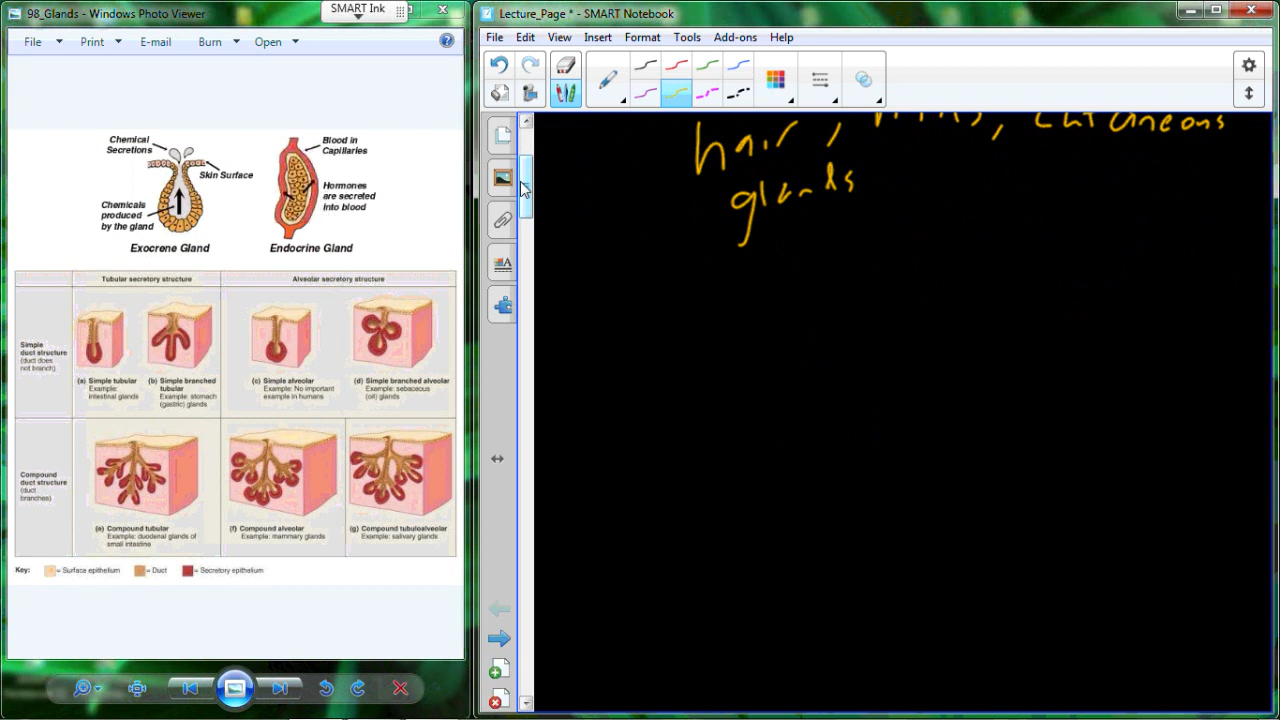 98_Glands - Windows Photo Viewer
SMART Ink
File Print E-mail Burn Open
Chemical
Secretions
Skin Surface
Chemicals
produced
by the gland
Exocrene Gland
Blood in
Capillaries
Hormones
are secreted
into blood
Endocrine Gland
Tubular secretory structure
Alveolar secretory structure
Simple
duct structure
(duct does
not branch)
(a) Simple tubular
Example:
intestinal glands
(b) Simple branched
tubular
Example: stomach
(gastric) glands
(c) Simple alveolar
Example: No important
example in humans
(d) Simple branched alveolar
Example: sebaceous
(oil) glands
Compound
duct structure
(duct
branches)
(e) Compound tubular
Example: duodenal glands of
small intestine
(f) Compound alveolar
Example: mammary glands
(g) Compound tubuloalveolar
Example: salivary glands
Key: = Surface epithelium = Duct = Secretory epithelium
Lecture_Page * - SMART Notebook
File Edit View Insert Format Tools Add-ons Help
hair, nails, cutaneous
glands